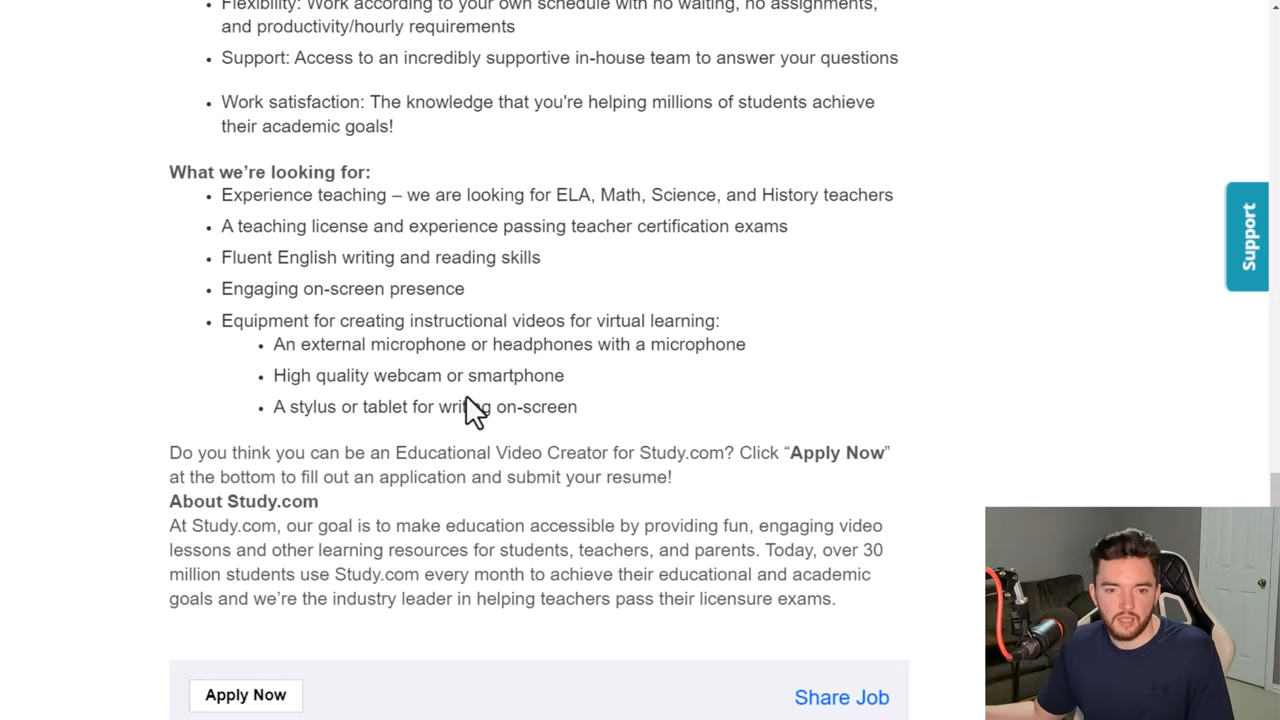 Flexibility: Work according to your own schedule with no waiting, no assignments,
and productivity/hourly requirements
Support: Access to an incredibly supportive in-house team to answer your questions
Work satisfaction: The knowledge that you're helping millions of students achieve
their academic goals!
What we’re looking for:
Experience teaching – we are looking for ELA, Math, Science, and History teachers
A teaching license and experience passing teacher certification exams
Fluent English writing and reading skills
Engaging on-screen presence
Equipment for creating instructional videos for virtual learning:
An external microphone or headphones with a microphone
High quality webcam or smartphone
A stylus or tablet for writing on-screen
Do you think you can be an Educational Video Creator for Study.com? Click “Apply Now”
at the bottom to fill out an application and submit your resume!
About Study.com
At Study.com, our goal is to make education accessible by providing fun, engaging video
lessons and other learning resources for students, teachers, and parents. Today, over 30
million students use Study.com every month to achieve their educational and academic
goals and we’re the industry leader in helping teachers pass their licensure exams.
Apply Now
Share Job
Support